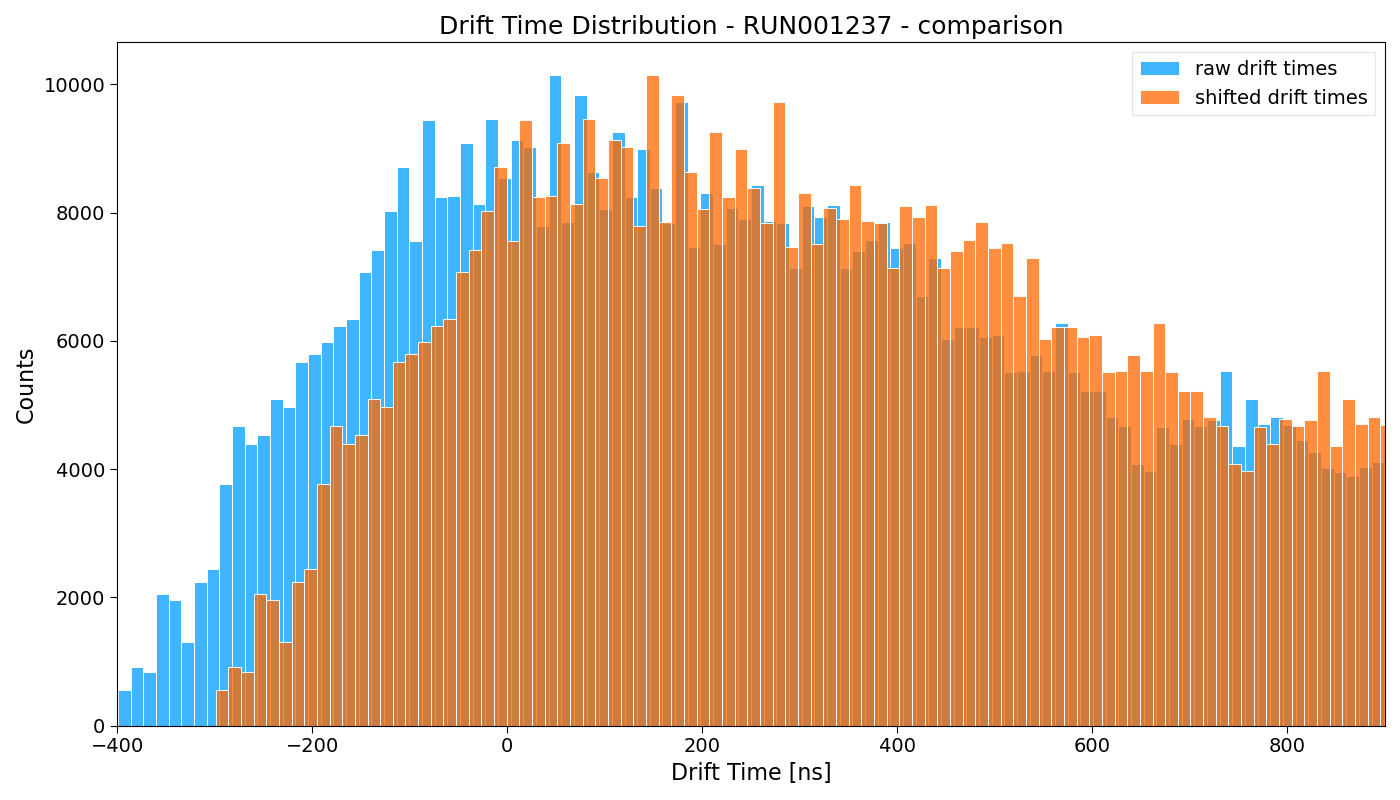 Drift Time Distribution - RUN001237 - comparison
raw drift times
shifted drift times
Counts
10000
8000
6000
4000
2000
0
−400 −200 0 200 400 600 800
Drift Time [ns]